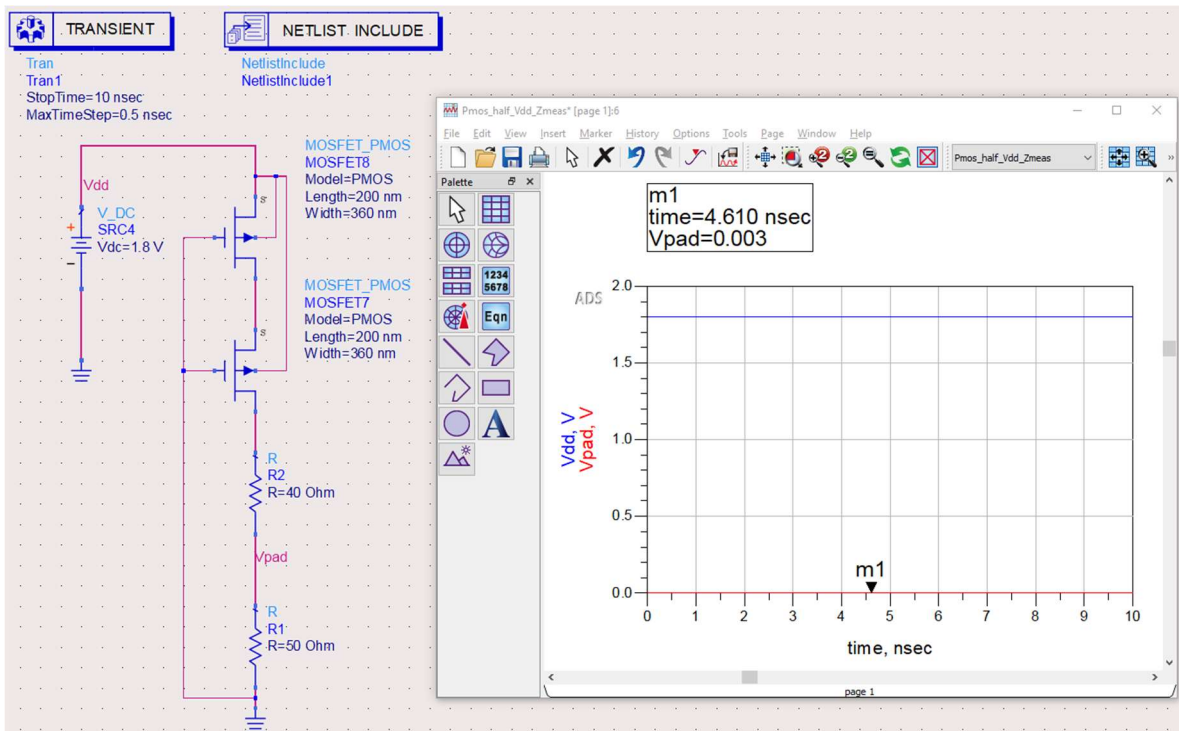 TRANSIENT
Tran
Tran1
StopTime=10 nsec
MaxTimeStep=0.5 nsec
NETLIST INCLUDE
NetlistInclude
NetlistInclude1
Vdd
V_DC
SRC4
Vdc=1.8 V
+
−
MOSFET_PMOS
MOSFET8
Model=PMOS
Length=200 nm
Width=360 nm
s
MOSFET_PMOS
MOSFET7
Model=PMOS
Length=200 nm
Width=360 nm
s
R
R2
R=40 Ohm
Vpad
R
R1
R=50 Ohm
Pmos_half_Vdd_Zmeas* [page 1]:6
File Edit View Insert Marker History Options Tools Page Window Help
Pmos_half_Vdd_Zmeas
Palette
1234
5678
Eqn
A
m1
time=4.610 nsec
Vpad=0.003
ADS
2.0
1.5
1.0
0.5
0.0
Vdd, V
Vpad, V
m1
0 1 2 3 4 5 6 7 8 9 10
time, nsec
page 1